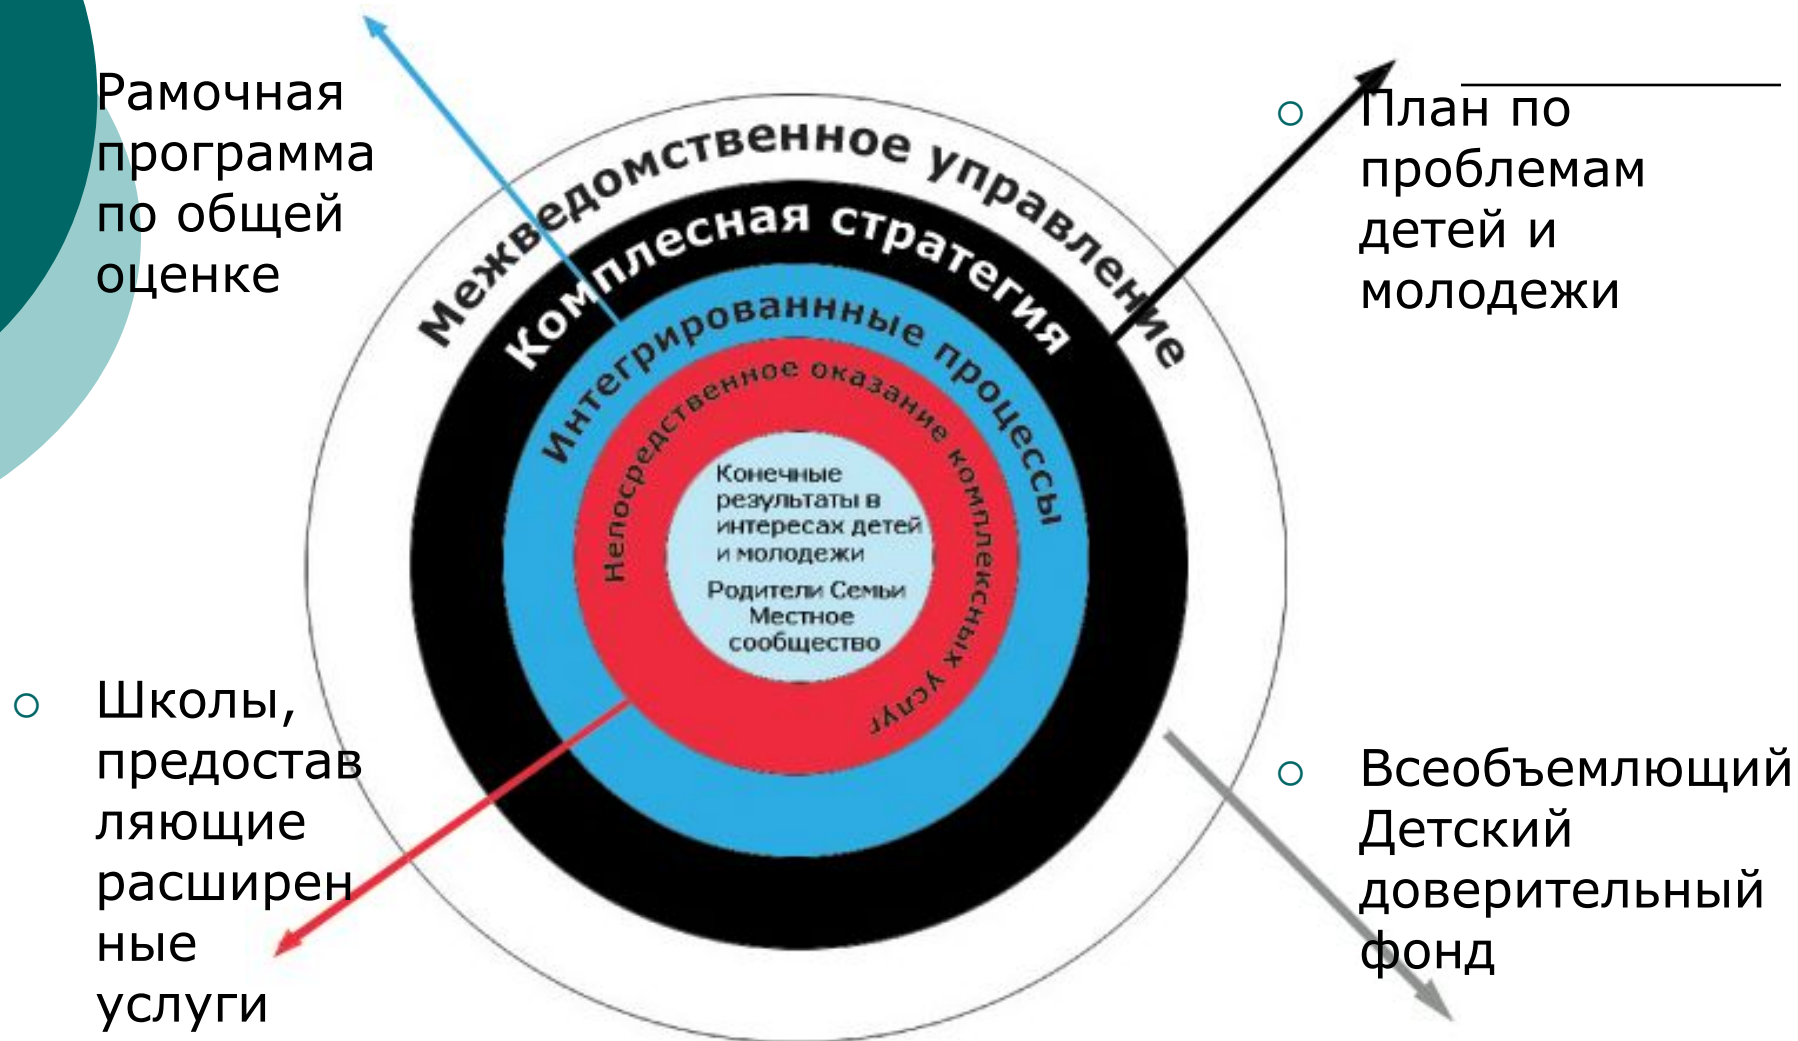 Рамочная
программа
по общей
оценке
План по
проблемам
детей и
молодежи
Межведомственное управление
Комплесная стратегия
Интегрированнные процессы
Непосредственное оказание комплексных услуг
Конечные
результаты в
интересах детей
и молодежи
Родители Семьи
Местное
сообщество
Школы,
предостав
ляющие
расширен
ные
услуги
Всеобъемлющий
Детский
доверительный
фонд